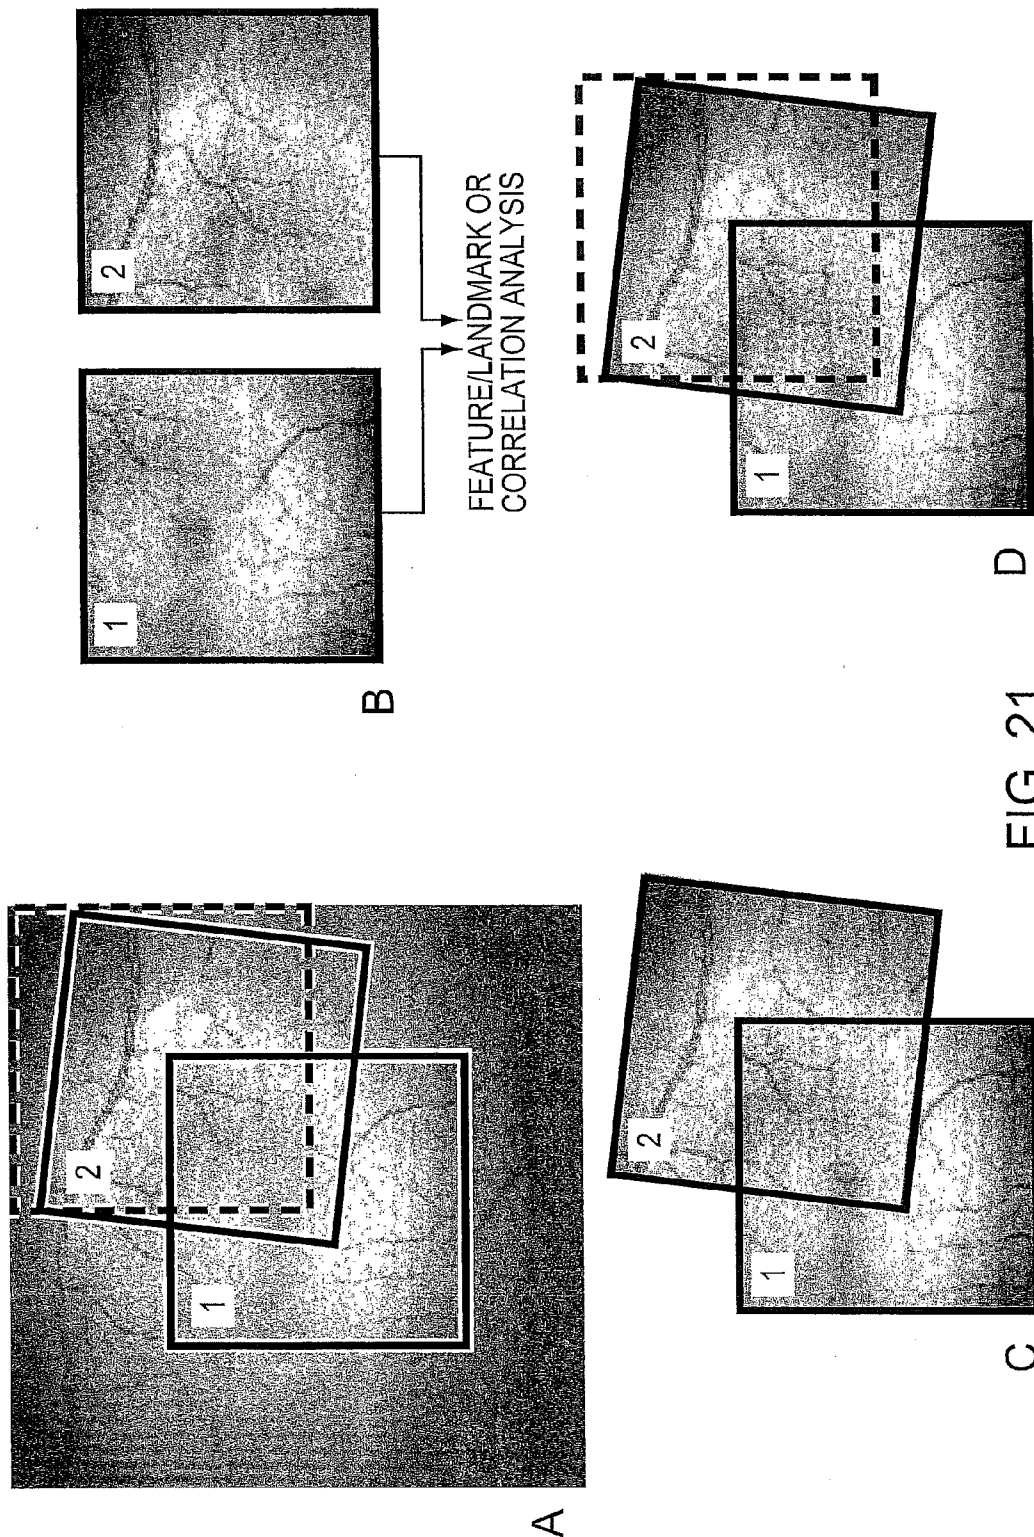 A
1
2
B
1
2
FEATURE/LANDMARK OR
CORRELATION ANALYSIS
C
1
2
D
1
2
FIG. 21